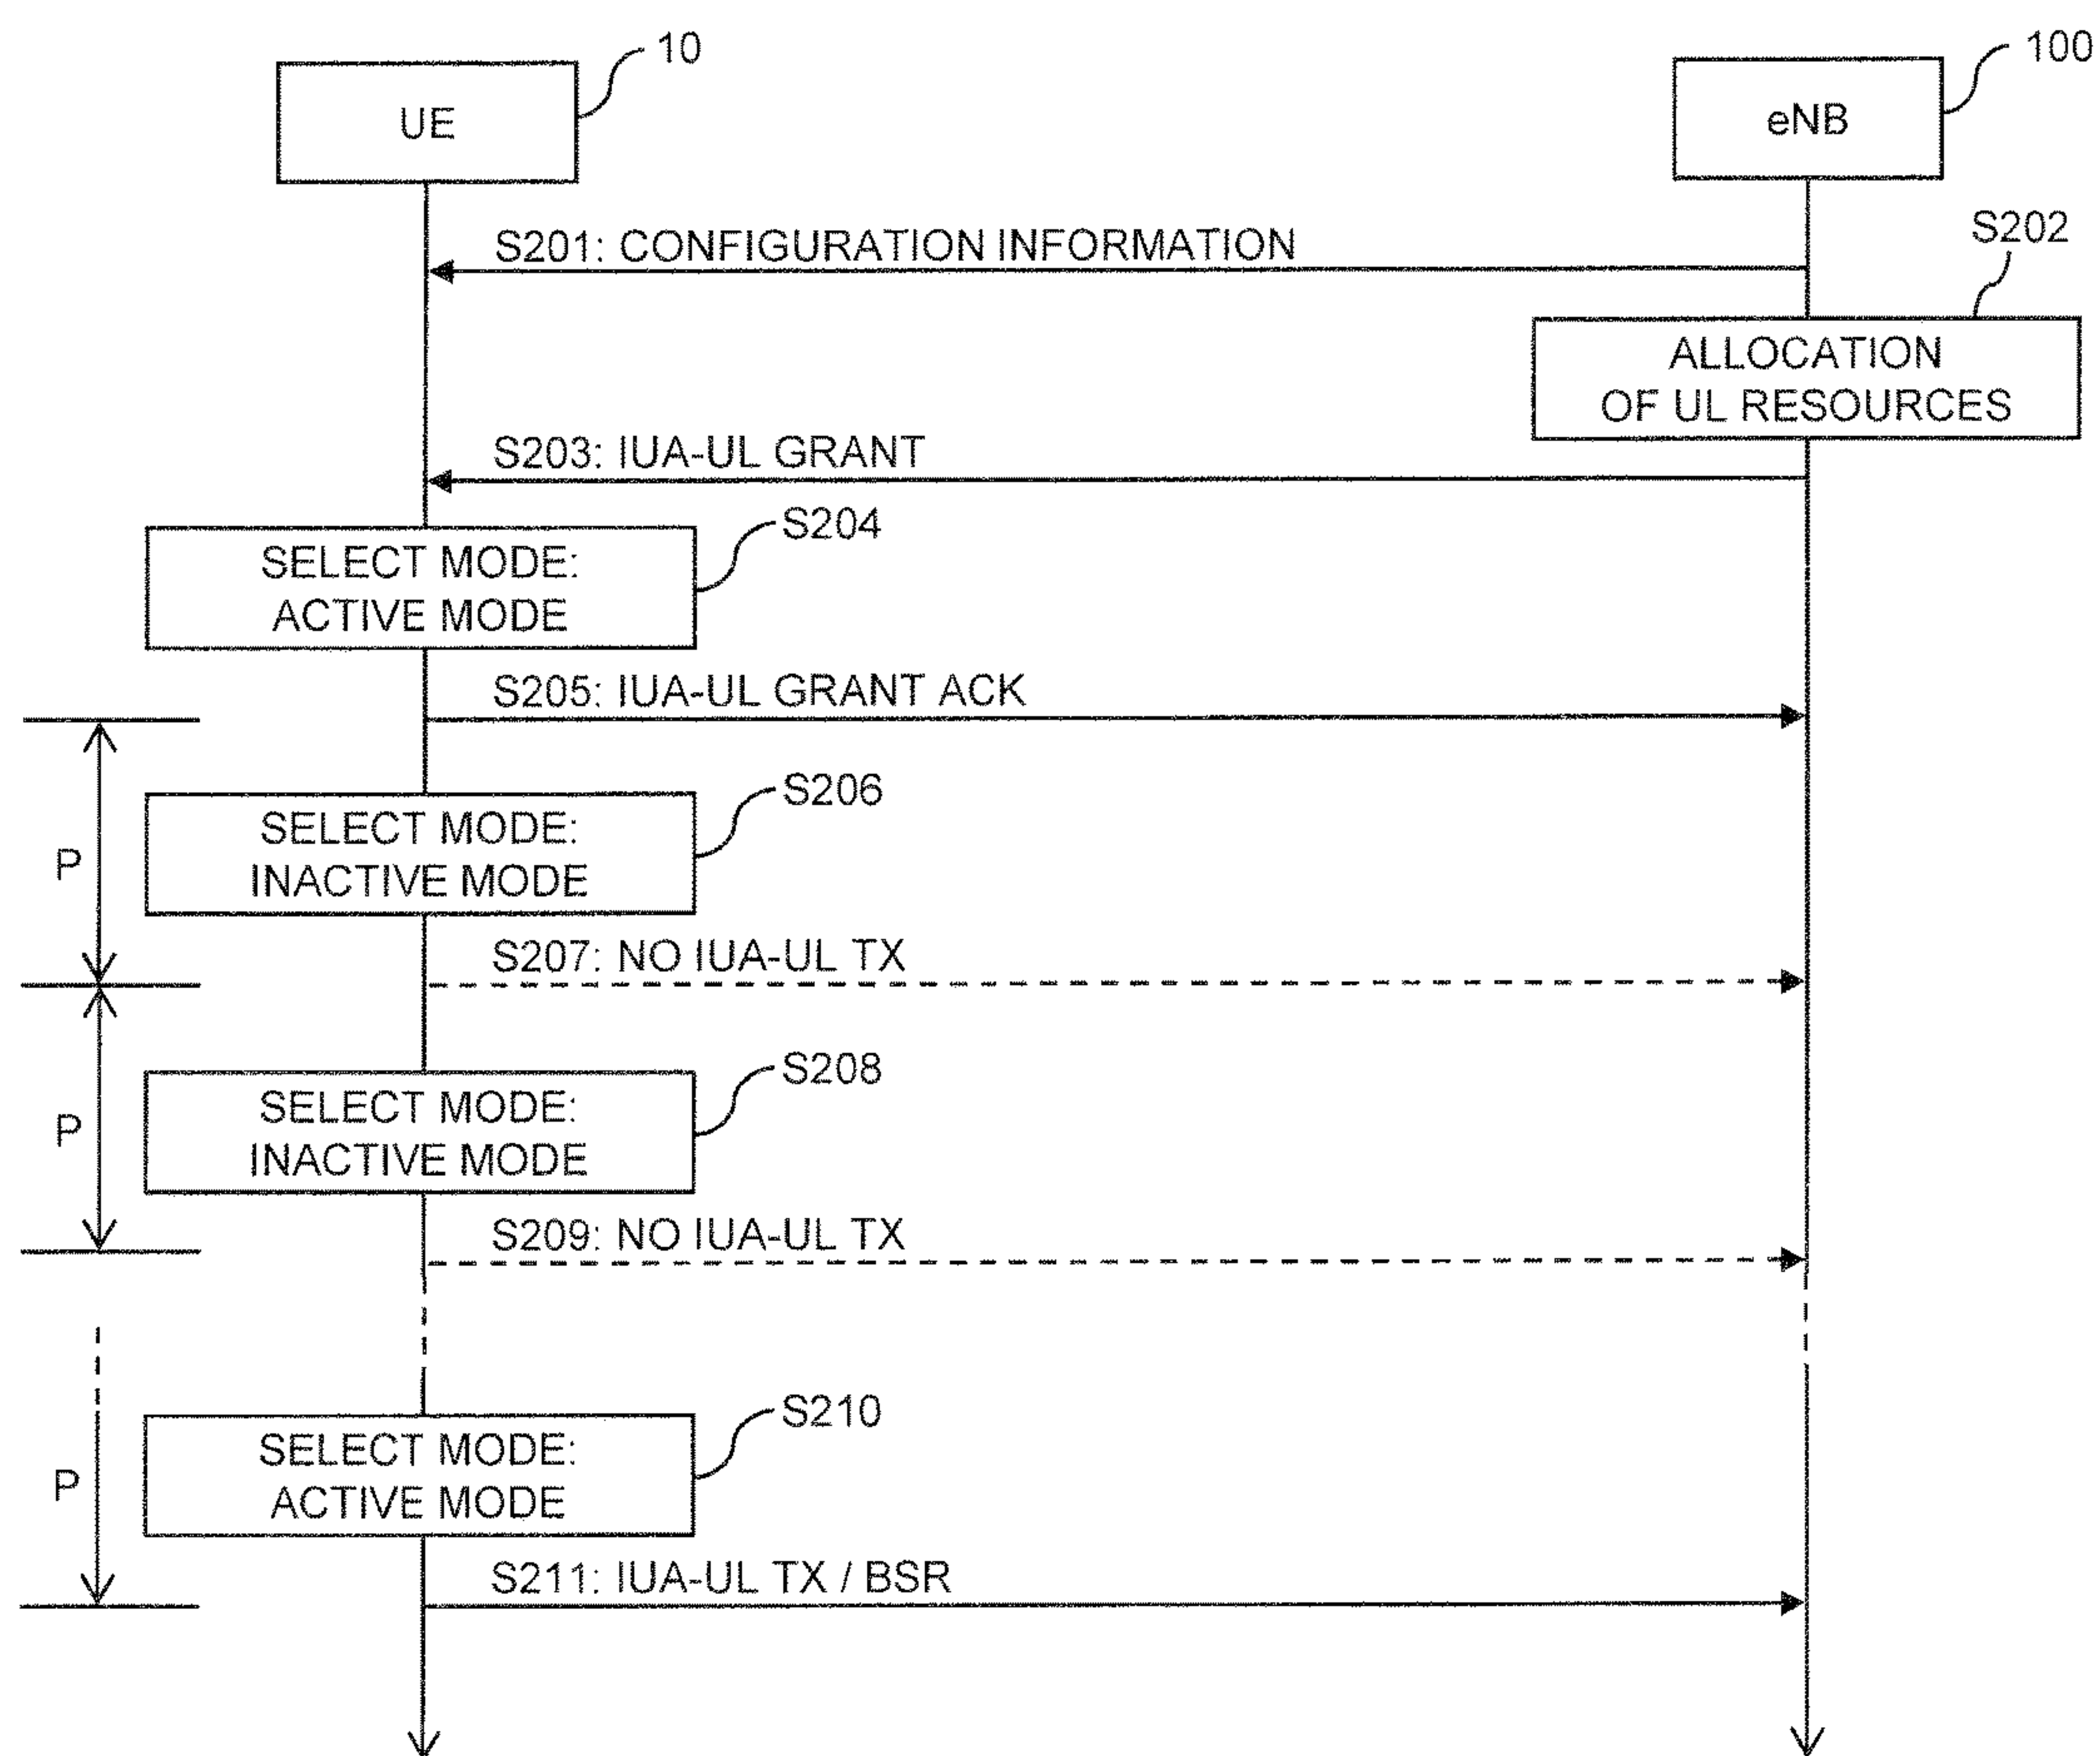 10
100
UE
eNB
S201: CONFIGURATION INFORMATION
S202
ALLOCATION
OF UL RESOURCES
S203: IUA-UL GRANT
S204
SELECT MODE:
ACTIVE MODE
S205: IUA-UL GRANT ACK
S206
SELECT MODE:
INACTIVE MODE
P
S207: NO IUA-UL TX
S208
SELECT MODE:
INACTIVE MODE
P
S209: NO IUA-UL TX
S210
SELECT MODE:
ACTIVE MODE
P
S211: IUA-UL TX / BSR